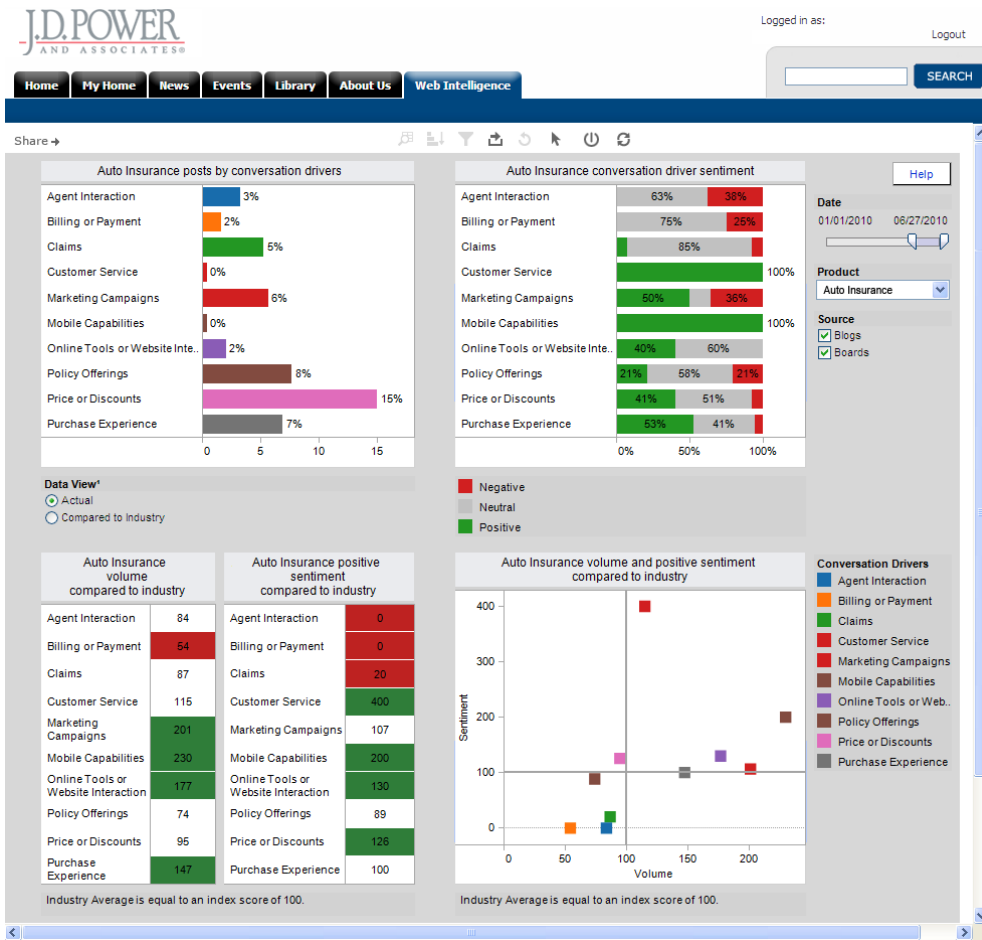 J.D. POWER
AND ASSOCIATES®
Logged in as:
Logout
Home My Home News Events Library About Us Web Intelligence
SEARCH
Share
Auto Insurance posts by conversation drivers
Agent Interaction 3%
Billing or Payment 2%
Claims 5%
Customer Service 0%
Marketing Campaigns 6%
Mobile Capabilities 0%
Online Tools or Website Inte.. 2%
Policy Offerings 8%
Price or Discounts 15%
Purchase Experience 7%
0 5 10 15
Auto Insurance conversation driver sentiment
Agent Interaction 63% 38%
Billing or Payment 75% 25%
Claims 85%
Customer Service 100%
Marketing Campaigns 50% 36%
Mobile Capabilities 100%
Online Tools or Website Inte.. 40% 60%
Policy Offerings 21% 58% 21%
Price or Discounts 41% 51%
Purchase Experience 53% 41%
0% 50% 100%
Help
Date
01/01/2010 06/27/2010
Product
Auto Insurance
Source
Blogs
Boards
Data View¹
Actual
Compared to Industry
Negative
Neutral
Positive
Auto Insurance
volume
compared to industry
Agent Interaction 84
Billing or Payment 54
Claims 87
Customer Service 115
Marketing
Campaigns 201
Mobile Capabilities 230
Online Tools or
Website Interaction 177
Policy Offerings 74
Price or Discounts 95
Purchase
Experience 147
Industry Average is equal to an index score of 100.
Auto Insurance positive
sentiment
compared to industry
Agent Interaction 0
Billing or Payment 0
Claims 20
Customer Service 400
Marketing Campaigns 107
Mobile Capabilities 200
Online Tools or
Website Interaction 130
Policy Offerings 89
Price or Discounts 126
Purchase Experience 100
Auto Insurance volume and positive sentiment
compared to industry
Sentiment
400
300
200
100
0
0 50 100 150 200
Volume
Industry Average is equal to an index score of 100.
Conversation Drivers
Agent Interaction
Billing or Payment
Claims
Customer Service
Marketing Campaigns
Mobile Capabilities
Online Tools or Web..
Policy Offerings
Price or Discounts
Purchase Experience